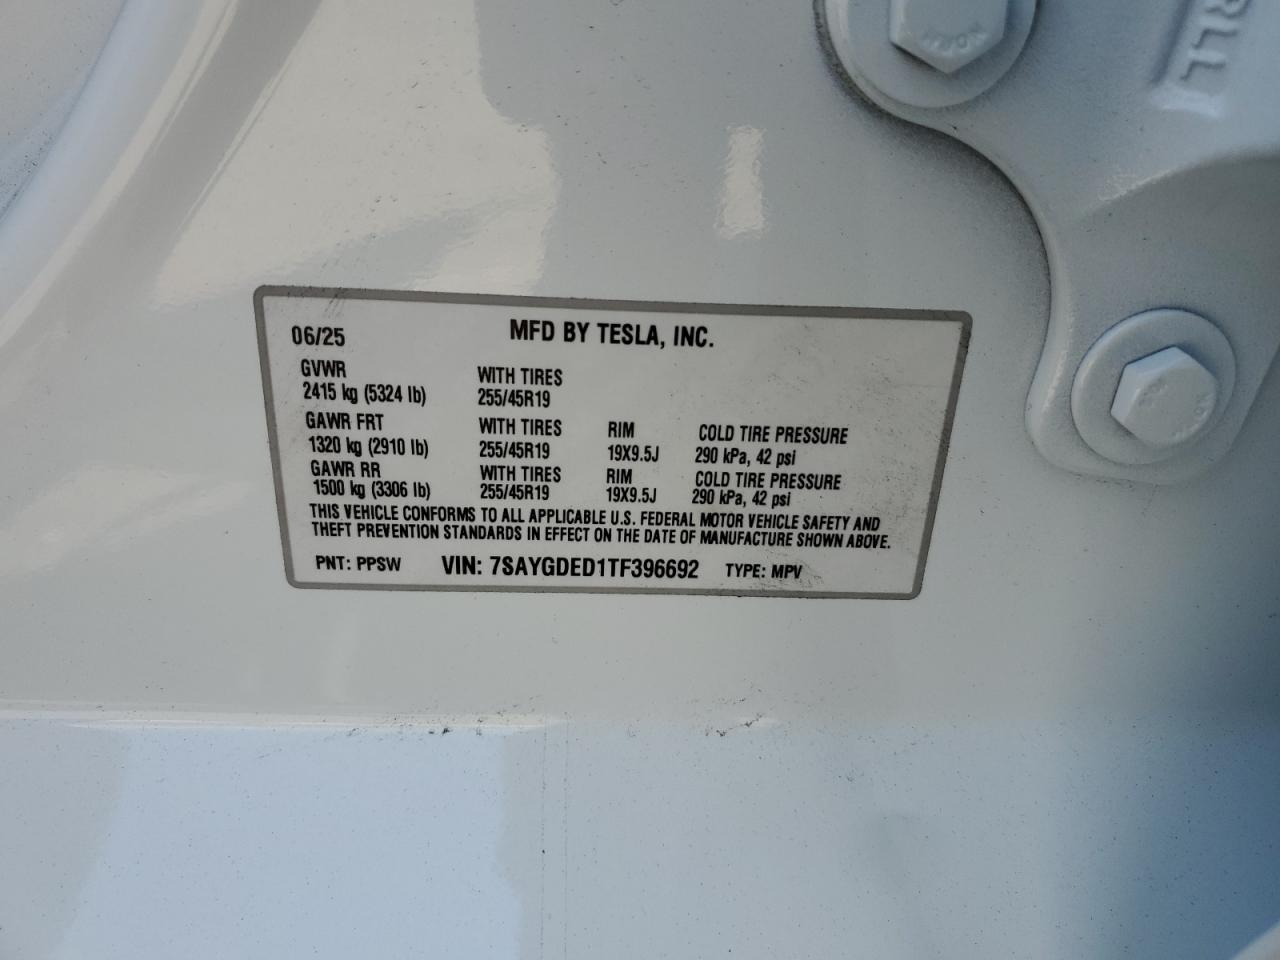 06/25 MFD BY TESLA, INC.
GVWR WITH TIRES
2415 kg (5324 lb) 255/45R19
GAWR FRT WITH TIRES RIM COLD TIRE PRESSURE
1320 kg (2910 lb) 255/45R19 19X9.5J 290 kPa, 42 psi
GAWR RR WITH TIRES RIM COLD TIRE PRESSURE
1500 kg (3306 lb) 255/45R19 19X9.5J 290 kPa, 42 psi
THIS VEHICLE CONFORMS TO ALL APPLICABLE U.S. FEDERAL MOTOR VEHICLE SAFETY AND
THEFT PREVENTION STANDARDS IN EFFECT ON THE DATE OF MANUFACTURE SHOWN ABOVE.
PNT: PPSW VIN: 7SAYGDED1TF396692 TYPE: MPV